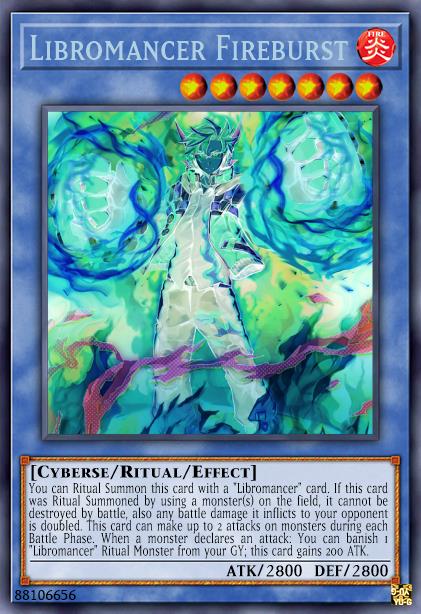 Libromancer Fireburst
FIRE
炎
[Cyberse/Ritual/Effect]
You can Ritual Summon this card with a "Libromancer" card. If this
card was Ritual Summoned by using a monster(s) on the field, it cannot be
destroyed by battle, also any battle damage it inflicts to your opponent
is doubled. This card can make up to 2 attacks on monsters during each
Battle Phase. When a monster declares an attack: You can banish 1
"Libromancer" Ritual Monster from your GY; this card gains 200 ATK.
ATK/2800 DEF/2800
88106656